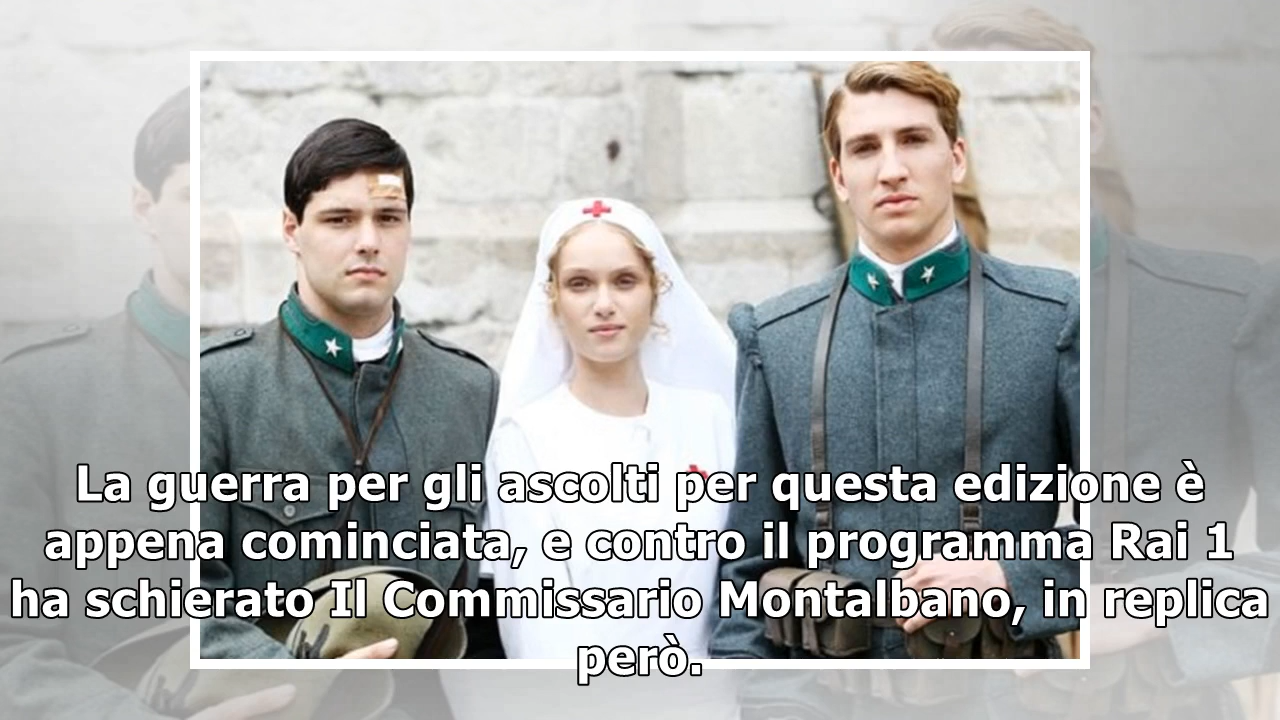 La guerra per gli ascolti per questa edizione è
appena cominciata, e contro il programma Rai 1
ha schierato Il Commissario Montalbano, in replica
però.